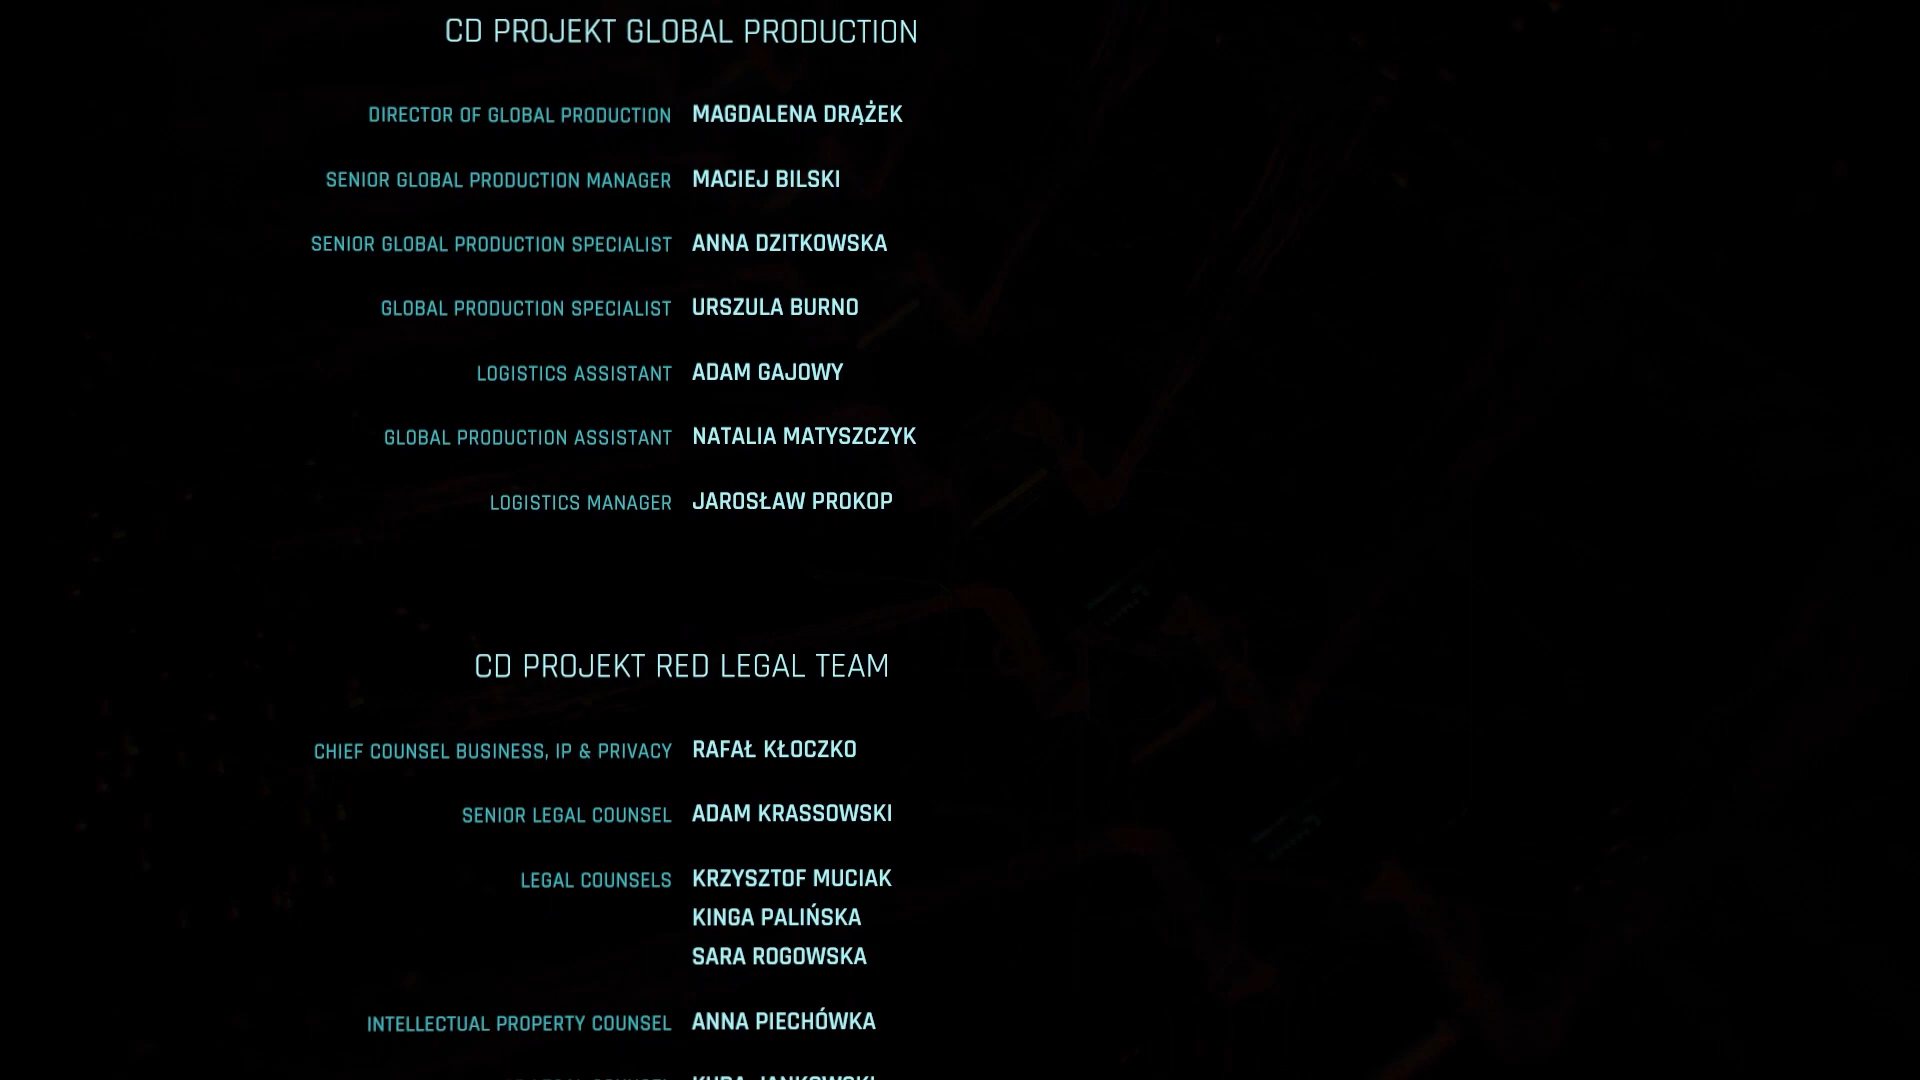 CD PROJEKT GLOBAL PRODUCTION
DIRECTOR OF GLOBAL PRODUCTION MAGDALENA DRĄŻEK
SENIOR GLOBAL PRODUCTION MANAGER MACIEJ BILSKI
SENIOR GLOBAL PRODUCTION SPECIALIST ANNA DZITKOWSKA
GLOBAL PRODUCTION SPECIALIST URSZULA BURNO
LOGISTICS ASSISTANT ADAM GAJOWY
GLOBAL PRODUCTION ASSISTANT NATALIA MATYSZCZYK
LOGISTICS MANAGER JAROSŁAW PROKOP
CD PROJEKT RED LEGAL TEAM
CHIEF COUNSEL BUSINESS, IP & PRIVACY RAFAŁ KŁOCZKO
SENIOR LEGAL COUNSEL ADAM KRASSOWSKI
LEGAL COUNSELS KRZYSZTOF MUCIAK
KINGA PALIŃSKA
SARA ROGOWSKA
INTELLECTUAL PROPERTY COUNSEL ANNA PIECHÓWKA